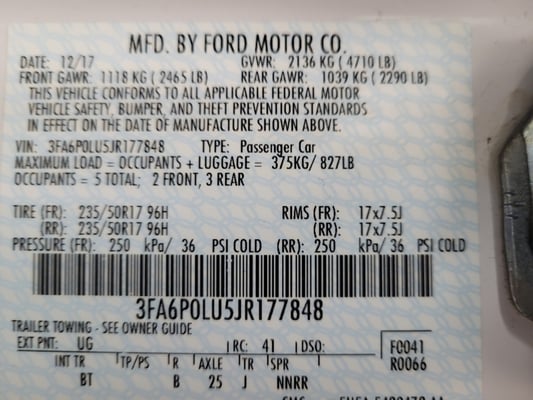 MFD. BY FORD MOTOR CO.
DATE: 12/17 GVWR: 2136 KG ( 4710 LB)
FRONT GAWR: 1118 KG ( 2465 LB) REAR GAWR: 1039 KG ( 2290 LB)
THIS VEHICLE CONFORMS TO ALL APPLICABLE FEDERAL MOTOR
VEHICLE SAFETY, BUMPER, AND THEFT PREVENTION STANDARDS
IN EFFECT ON THE DATE OF MANUFACTURE SHOWN ABOVE.
VIN: 3FA6P0LU5JR177848 TYPE: Passenger Car
MAXIMUM LOAD = OCCUPANTS + LUGGAGE = 375KG/ 827LB
OCCUPANTS = 5 TOTAL; 2 FRONT, 3 REAR
TIRE (FR): 235/50R17 96H RIMS (FR): 17x7.5J
(RR): 235/50R17 96H (RR): 17x7.5J
PRESSURE (FR): 250 kPa/ 36 PSI COLD (RR): 250 kPa/ 36 PSI COLD
3FA6P0LU5JR177848
TRAILER TOWING - SEE OWNER GUIDE
EXT PNT: UG RC: 41 DSO: F0041
R0066
INT TR TP/PS R AXLE TR SPR
BT B 25 J NNRR